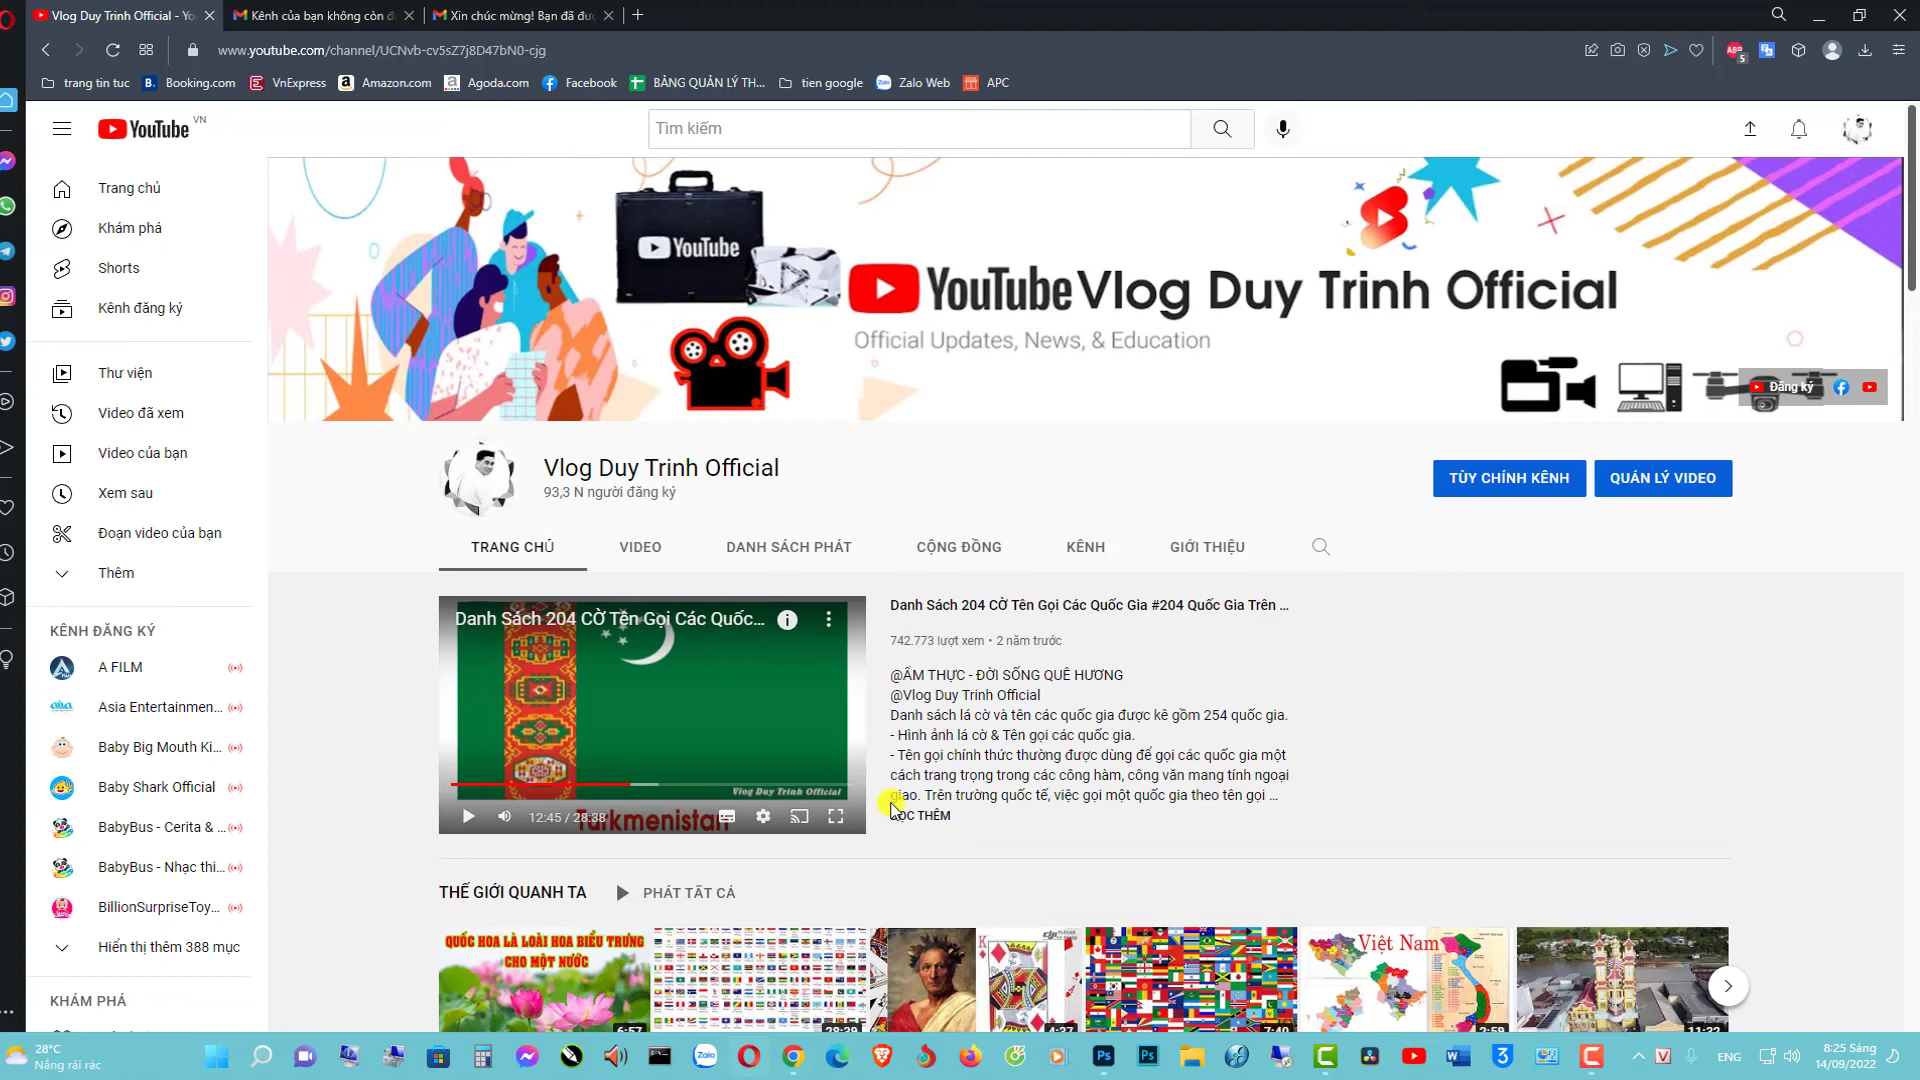 Vlog Duy Trinh Official - Yo
Kênh của bạn không còn đ
Xin chúc mừng! Bạn đã đư
www.youtube.com/channel/UCNvb-cv5sZ7j8D47bN0-cjg
ABP
5
trang tin tuc
B.
Booking.com
E
VnExpress
a
Amazon.com
agoda
Agoda.com
Facebook
BẢNG QUẢN LÝ TH...
tien google
Zalo
Zalo Web
APC
YouTube
VN
Tìm kiếm
Trang chủ
Khám phá
Shorts
Kênh đăng ký
Thư viện
Video đã xem
Video của bạn
Xem sau
Đoạn video của bạn
Thêm
KÊNH ĐĂNG KÝ
A FILM
Asia Entertainmen...
Baby Big Mouth Ki...
Baby Shark Official
BabyBus - Cerita & ...
BabyBus - Nhạc thi...
BillionSurpriseToy...
Hiển thị thêm 388 mục
KHÁM PHÁ
YouTube
YouTube Vlog Duy Trinh Official
Official Updates, News, & Education
Đăng ký
Vlog Duy Trinh Official
93,3 N người đăng ký
TÙY CHỈNH KÊNH
QUẢN LÝ VIDEO
TRANG CHỦ
VIDEO
DANH SÁCH PHÁT
CỘNG ĐỒNG
KÊNH
GIỚI THIỆU
Danh Sách 204 CỜ Tên Gọi Các Quốc...
Vlog Duy Trinh Official
Turkmenistan
12:45 / 28:38
Danh Sách 204 CỜ Tên Gọi Các Quốc Gia #204 Quốc Gia Trên ...
742.773 lượt xem • 2 năm trước
@ẨM THỰC - ĐỜI SỐNG QUÊ HƯƠNG
@Vlog Duy Trinh Official
Danh sách lá cờ và tên các quốc gia được kê gồm 254 quốc gia.
- Hình ảnh lá cờ & Tên gọi các quốc gia.
- Tên gọi chính thức thường được dùng để gọi các quốc gia một
cách trang trọng trong các công hàm, công văn mang tính ngoại
giao. Trên trường quốc tế, việc gọi một quốc gia theo tên gọi ...
ĐỌC THÊM
THẾ GIỚI QUANH TA
PHÁT TẤT CẢ
QUỐC HOA LÀ LOÀI HOA BIỂU TRƯNG
CHO MỘT NƯỚC
6:57
28:39
K
4:27
7:40
Việt Nam
2:59
11:32
28°C
Nắng rải rác
Zalo
Ps
Ps
W
3
V
ENG
8:25 Sáng
14/09/2022